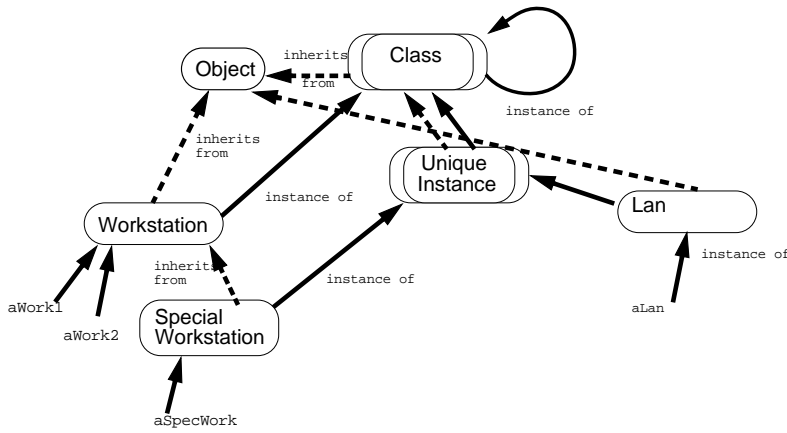 inherits
Class
Object
from
instance of
inherits
from
Unique
Instance
instance of
Lan
Workstation
instance of
inherits
from
instance of
aWork1
aLan
Special
Workstation
aWork2
aSpecWork